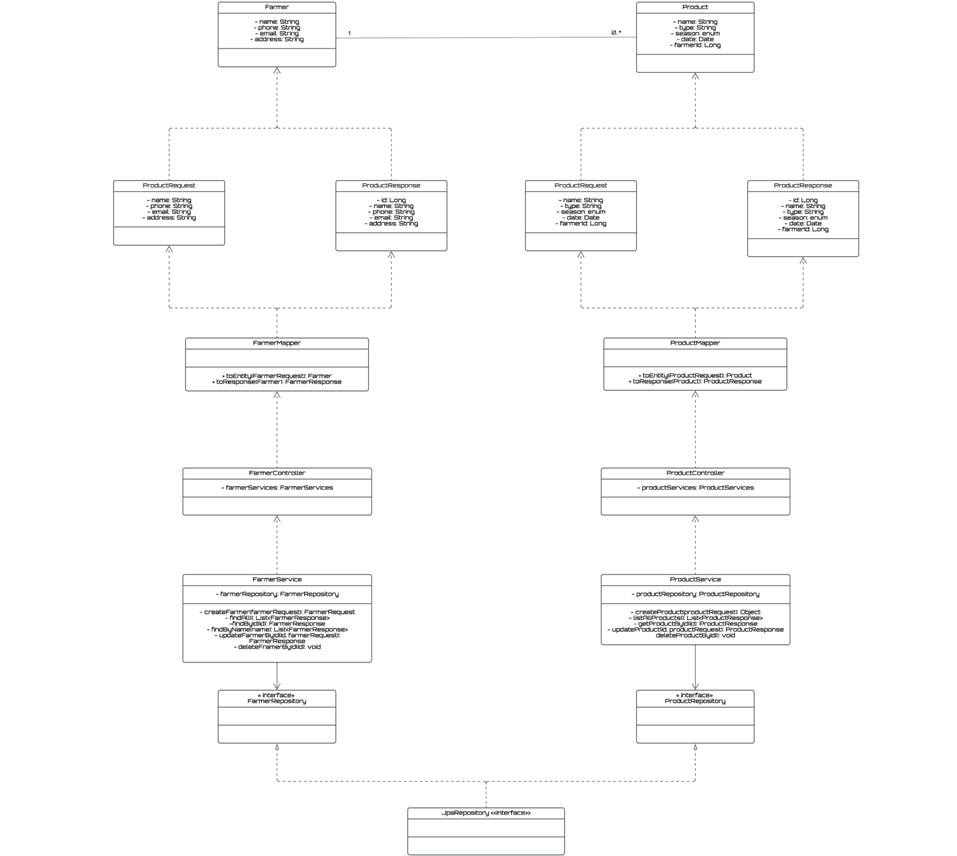 Farmer
- name: String
- phone: String
- email: String
- address: String
1
0..*
Product
- name: String
- type: String
- season: enum
- date: Date
- farmerId: Long
ProductRequest
- name: String
- phone: String
- email: String
- address: String
ProductResponse
- id: Long
- name: String
- phone: String
- email: String
- address: String
ProductRequest
- name: String
- type: String
- season: enum
- date: Date
- farmerId: Long
ProductResponse
- id: Long
- name: String
- type: String
- season: enum
- date: Date
- farmerId: Long
FarmerMapper
+ toEntity(FarmerRequest): Farmer
+ toResponse(Farmer): FarmerResponse
ProductMapper
+ toEntity(ProductRequest): Product
+ toResponse(Product): ProductResponse
FarmerController
- farmerServices: FarmerServices
ProductController
- productServices: ProductServices
FarmerService
- farmerRepository: FarmerRepository
- createFarmer(farmerRequest): FarmerRequest
- findAll(): List<FarmerResponse>
-findById(id): FarmerResponse
- findByName(name): List<FarmerResponse>
- updateFarmerById(id, farmerRequest):
FarmerResponse
- deleteFramerById(id): void
ProductService
- productRepository: ProductRepository
- createProduct(productRequest): Object
- listAllProducts(): List<ProductResponse>
- getProductById(id): ProductResponse
- updateProduct(id, productRequest): ProductResponse
deleteProductById(): void
<<interface>>
FarmerRepository
<<interface>>
ProductRepository
JpaRepository <<interface>>